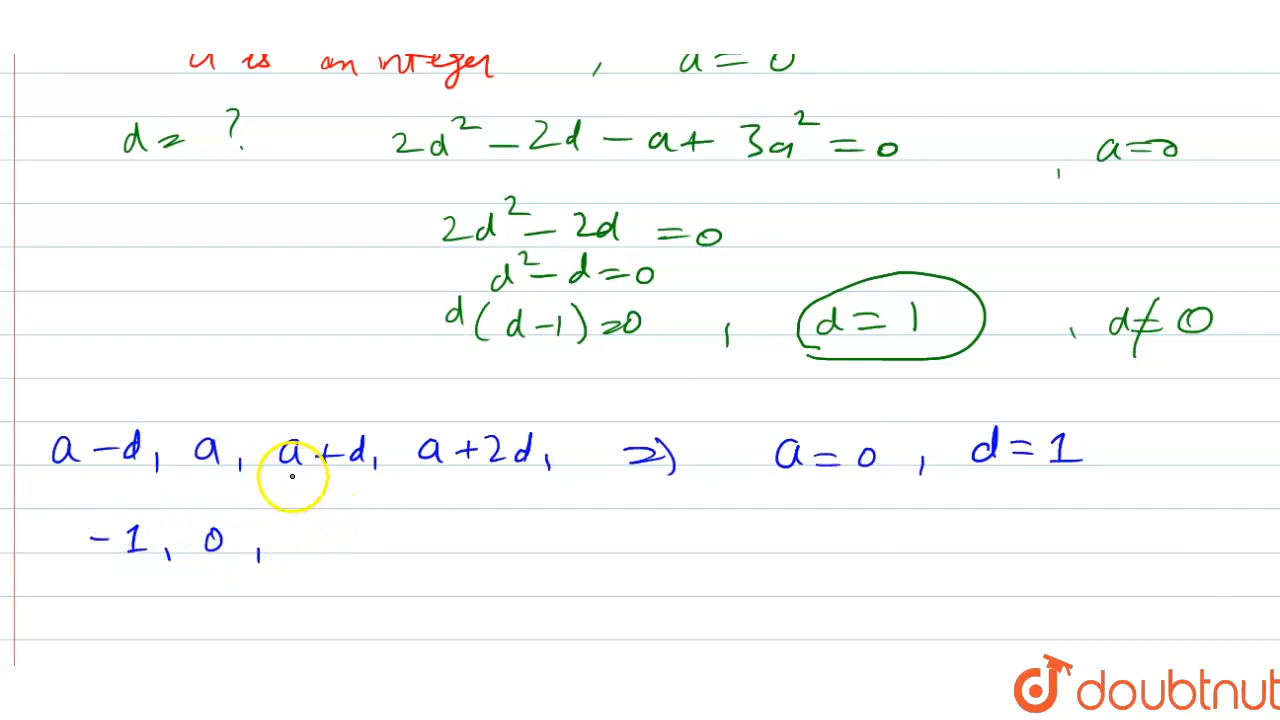 a is an integer , a = 0
d = ? 2d² - 2d - a + 3a² = 0 , a = 0
2d² - 2d = 0
d² - d = 0
d (d - 1) = 0 , d = 1 , d ≠ 0
a - d, a, a + d, a + 2d, ⇒ a = 0 , d = 1
- 1, 0,
doubtnut